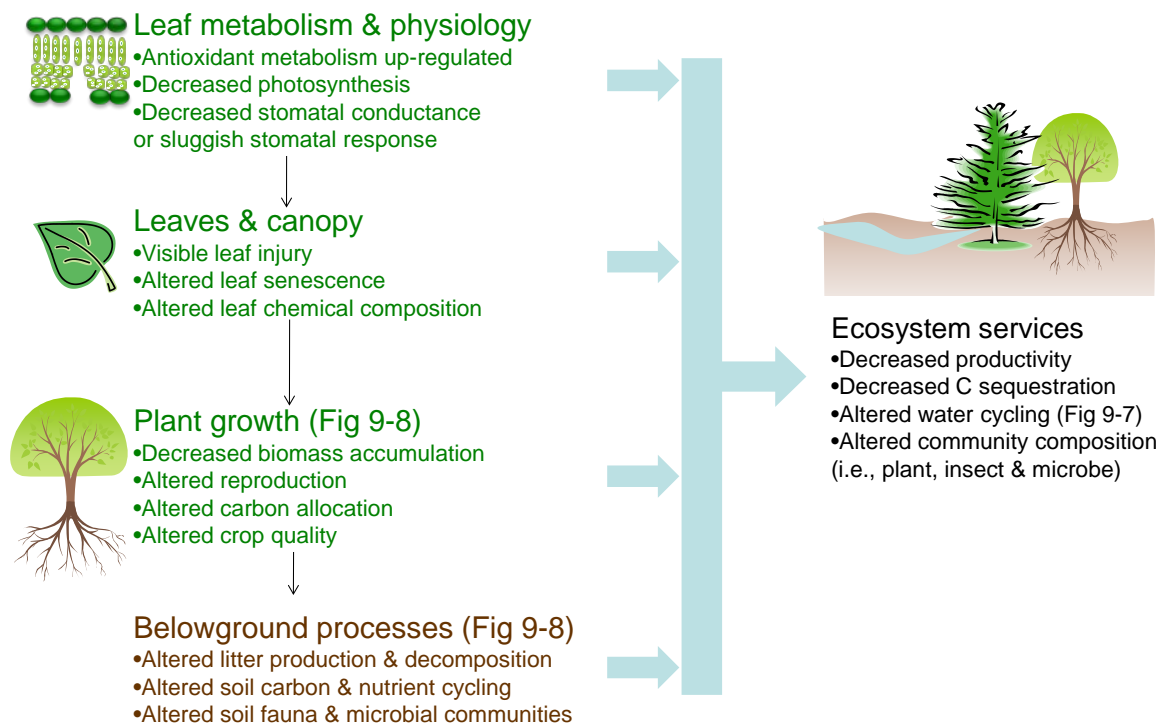 Leaf metabolism & physiology
•Antioxidant metabolism up-regulated
•Decreased photosynthesis
•Decreased stomatal conductance
or sluggish stomatal response
Leaves & canopy
•Visible leaf injury
•Altered leaf senescence
•Altered leaf chemical composition
Plant growth (Fig 9-8)
•Decreased biomass accumulation
•Altered reproduction
•Altered carbon allocation
•Altered crop quality
Belowground processes (Fig 9-8)
•Altered litter production & decomposition
•Altered soil carbon & nutrient cycling
•Altered soil fauna & microbial communities
Ecosystem services
•Decreased productivity
•Decreased C sequestration
•Altered water cycling (Fig 9-7)
•Altered community composition
(i.e., plant, insect & microbe)